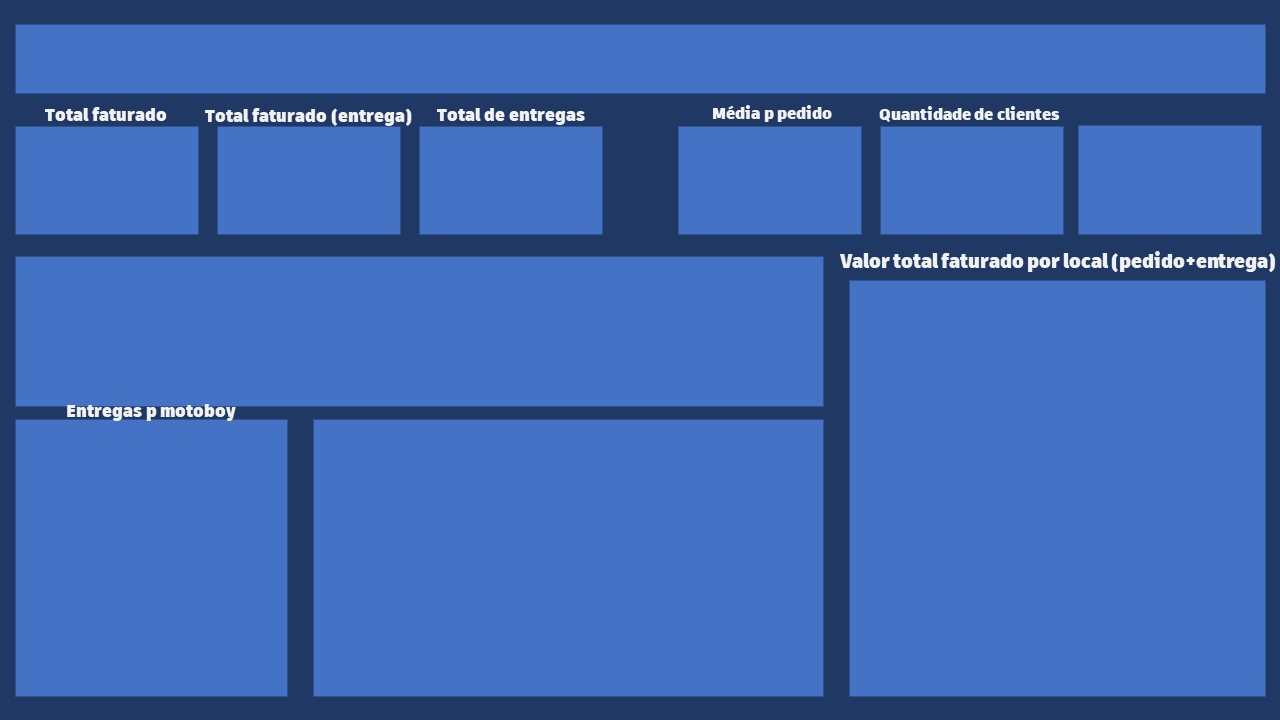 Total faturado
Total faturado (entrega)
Total de entregas
Média p pedido
Quantidade de clientes
Valor total faturado por local (pedido+entrega)
Entregas p motoboy